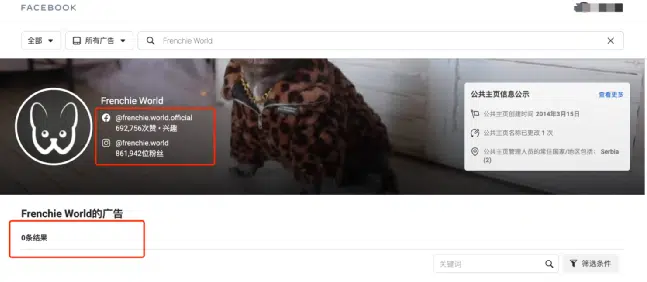 FACEBOOK
全部
所有广告
Frenchie World
Frenchie World
@frenchie.world.official
692,756次赞 • 兴趣
@frenchie.world
861,942位粉丝
公共主页信息公示
查看更多
公共主页创建时间 2014年3月15日
公共主页名称已更改 1 次
公共主页管理人员的居住国家/地区包括： Serbia
(2)
Frenchie World的广告
0条结果
关键词
筛选条件